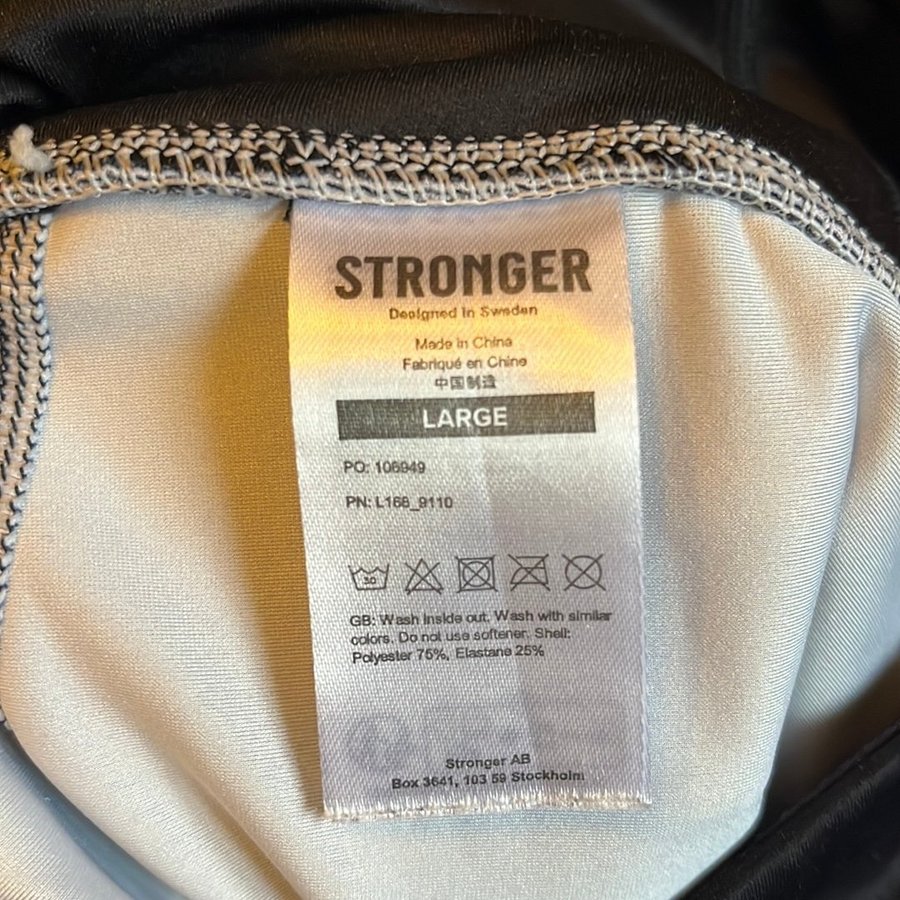 STRONGER
Designed in Sweden
Made in China
Fabriqué en Chine
中国制造
LARGE
PO: 106949
PN: L168_9110
30
GB: Wash inside out. Wash with similar
colors. Do not use softener. Shell:
Polyester 75%, Elastane 25%
Stronger AB
Box 3641, 103 59 Stockholm